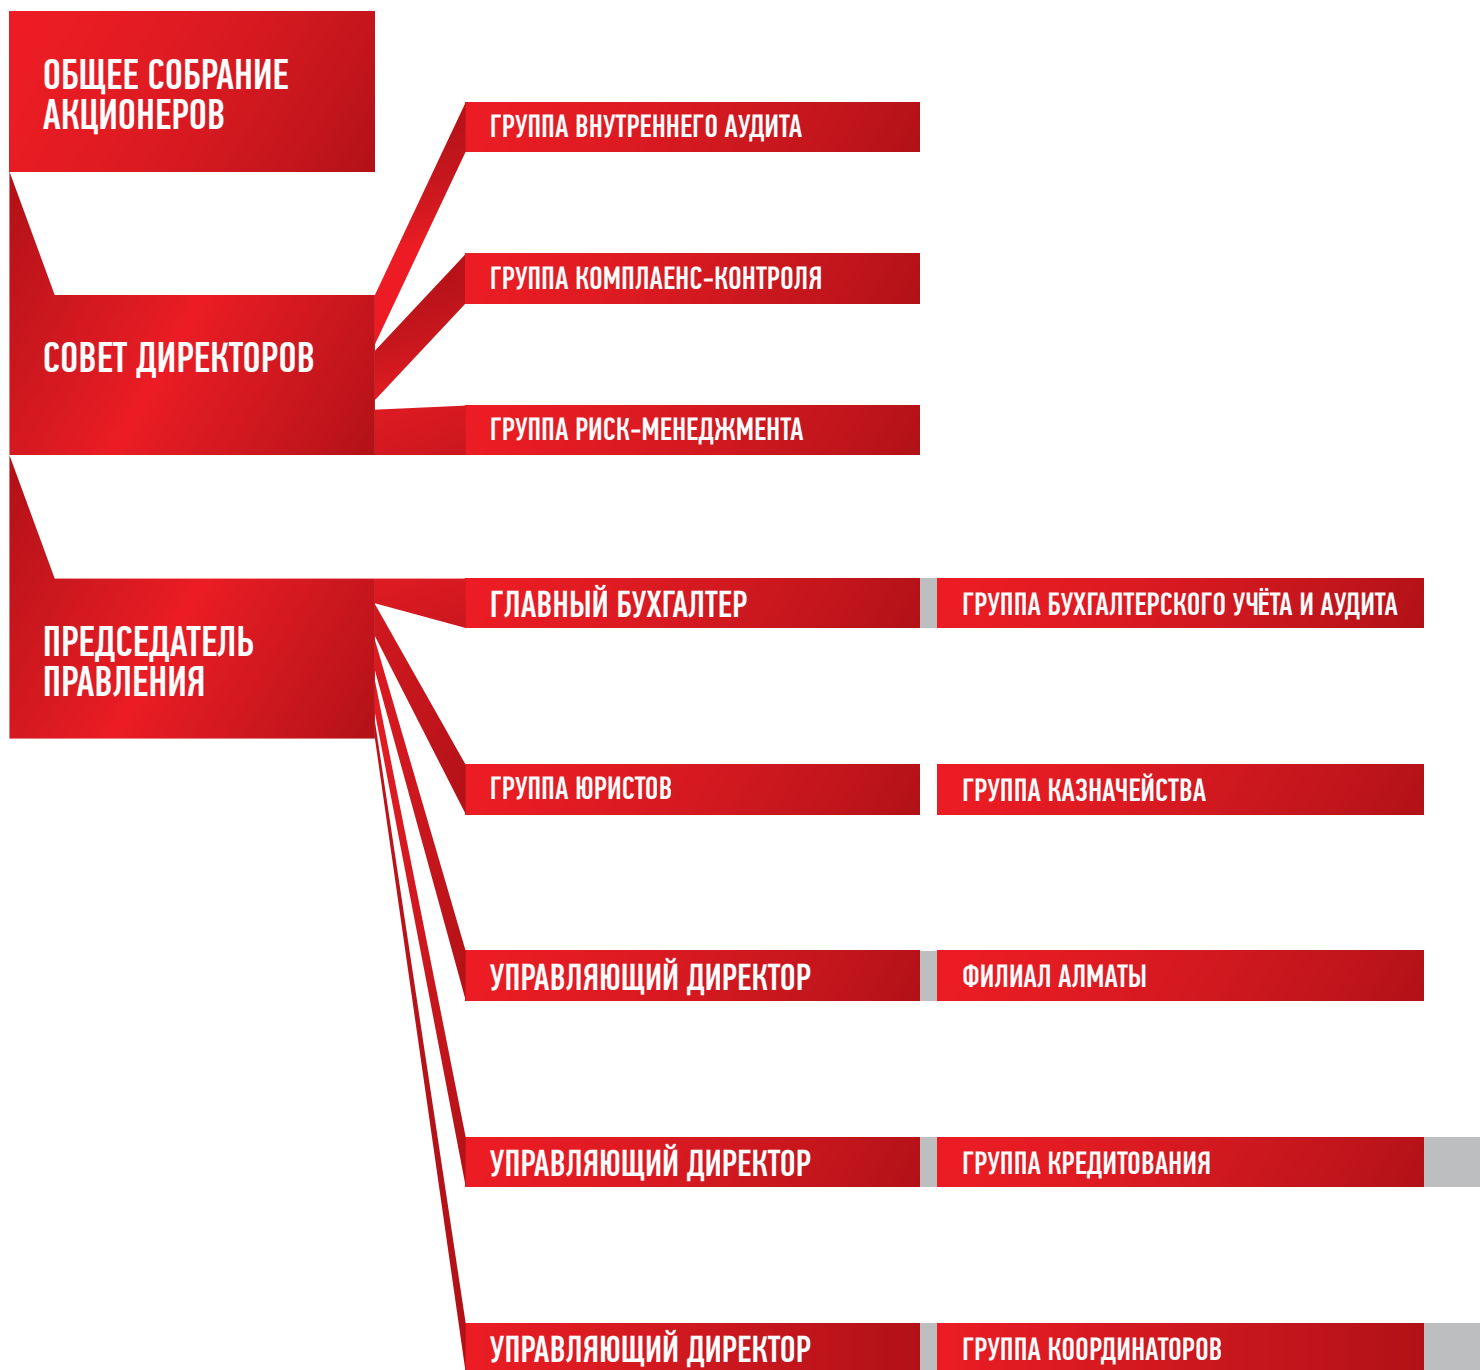 ОБЩЕЕ СОБРАНИЕ
АКЦИОНЕРОВ
ГРУППА ВНУТРЕННЕГО АУДИТА
ГРУППА КОМПЛАЕНС-КОНТРОЛЯ
СОВЕТ ДИРЕКТОРОВ
ГРУППА РИСК-МЕНЕДЖМЕНТА
ПРЕДСЕДАТЕЛЬ
ПРАВЛЕНИЯ
ГЛАВНЫЙ БУХГАЛТЕР
ГРУППА БУХГАЛТЕРСКОГО УЧЁТА И АУДИТА
ГРУППА ЮРИСТОВ
ГРУППА КАЗНАЧЕЙСТВА
УПРАВЛЯЮЩИЙ ДИРЕКТОР
ФИЛИАЛ АЛМАТЫ
УПРАВЛЯЮЩИЙ ДИРЕКТОР
ГРУППА КРЕДИТОВАНИЯ
УПРАВЛЯЮЩИЙ ДИРЕКТОР
ГРУППА КООРДИНАТОРОВ